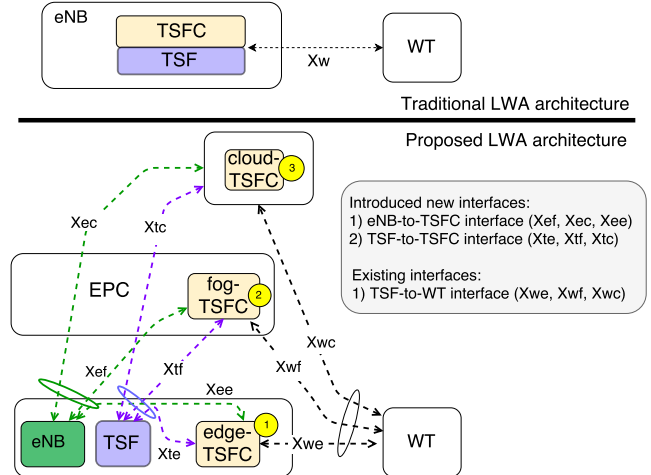 eNB
TSFC
TSF
Xw
WT
Traditional LWA architecture
Proposed LWA architecture
cloud-
TSFC
3
Xec
Xtc
Introduced new interfaces:
1) eNB-to-TSFC interface (Xef, Xec, Xee)
2) TSF-to-TSFC interface (Xte, Xtf, Xtc)
Existing interfaces:
1) TSF-to-WT interface (Xwe, Xwf, Xwc)
EPC
fog-
TSFC
2
Xwc
Xef
Xtf
Xwf
Xee
eNB
TSF
Xte
edge-
TSFC
1
Xwe
WT